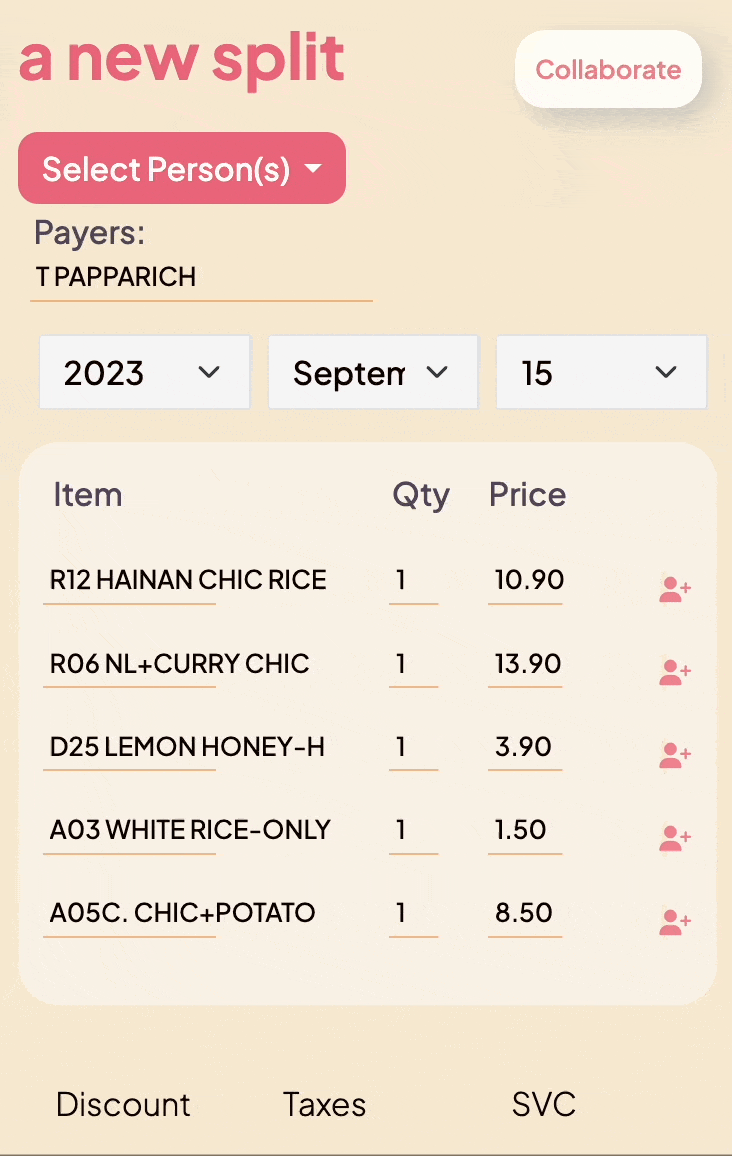 a new split
Collaborate
Select Person(s)
Payers:
T PAPPARICH
2023 Septem 15
Item Qty Price
R12 HAINAN CHIC RICE 1 10.90
R06 NL+CURRY CHIC 1 13.90
D25 LEMON HONEY-H 1 3.90
A03 WHITE RICE-ONLY 1 1.50
A05C. CHIC+POTATO 1 8.50
Discount Taxes SVC